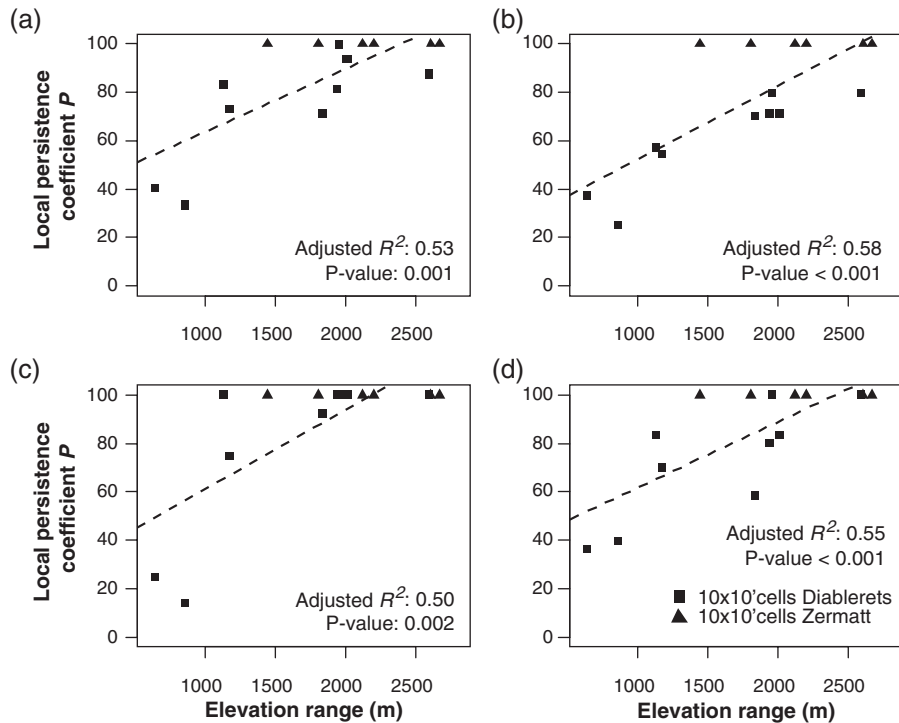 (a)
Local persistence
coefficient P
100
80
60
40
20
0
Adjusted R²: 0.53
P-value: 0.001
1000 1500 2000 2500
(b)
100
80
60
40
20
0
Adjusted R²: 0.58
P-value < 0.001
1000 1500 2000 2500
(c)
Local persistence
coefficient P
100
80
60
40
20
0
Adjusted R²: 0.50
P-value: 0.002
1000 1500 2000 2500
Elevation range (m)
(d)
100
80
60
40
20
0
Adjusted R²: 0.55
P-value < 0.001
10x10'cells Diablerets
10x10'cells Zermatt
1000 1500 2000 2500
Elevation range (m)